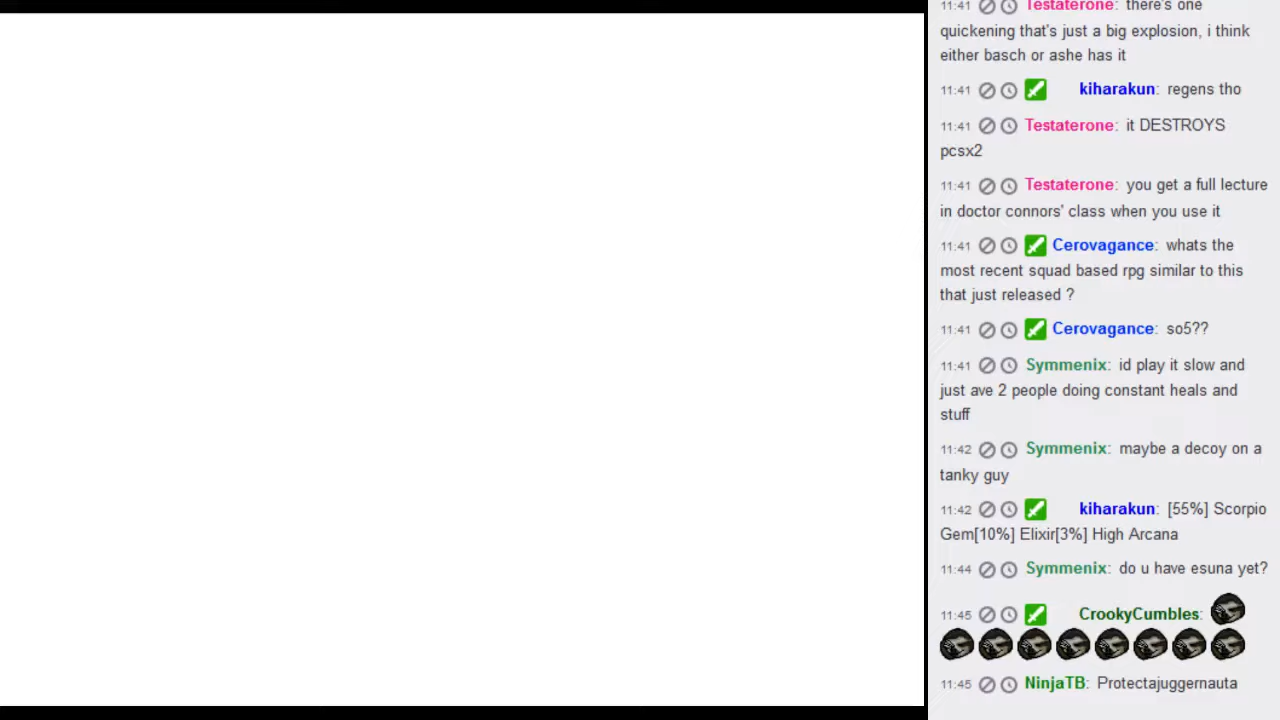 11:41 Testaterone: there's one
quickening that's just a big explosion, i think
either basch or ashe has it
11:41 kiharakun: regens tho
11:41 Testaterone: it DESTROYS
pcsx2
11:41 Testaterone: you get a full lecture
in doctor connors' class when you use it
11:41 Cerovagance: whats the
most recent squad based rpg similar to this
that just released ?
11:41 Cerovagance: so5??
11:41 Symmenix: id play it slow and
just ave 2 people doing constant heals and
stuff
11:42 Symmenix: maybe a decoy on a
tanky guy
11:42 kiharakun: [55%] Scorpio
Gem[10%] Elixir[3%] High Arcana
11:44 Symmenix: do u have esuna yet?
11:45 CrookyCumbles:
11:45 NinjaTB: Protectajuggernauta